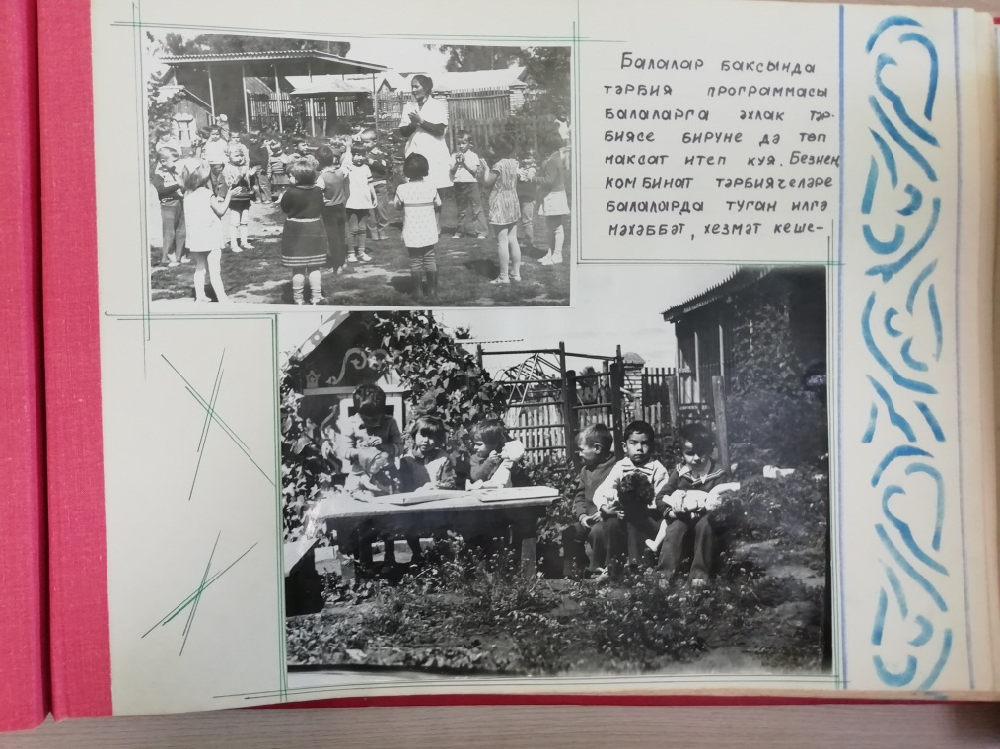 Балалар баксында
тәрбия программасы
балаларга әхлак тәр-
биясе бирүне дә төп
максат итеп куя. Безнең
комбинат тәрбиячеләре
балаларда туган илгә
мәхәббәт, хезмәт кеше-